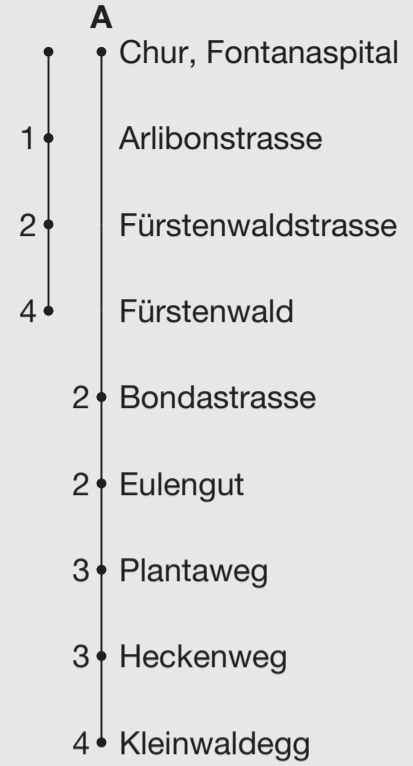 A
Chur, Fontanaspital
1 Arlibonstrasse
2 Fürstenwaldstrasse
4 Fürstenwald
2 Bondastrasse
2 Eulengut
3 Plantaweg
3 Heckenweg
4 Kleinwaldegg